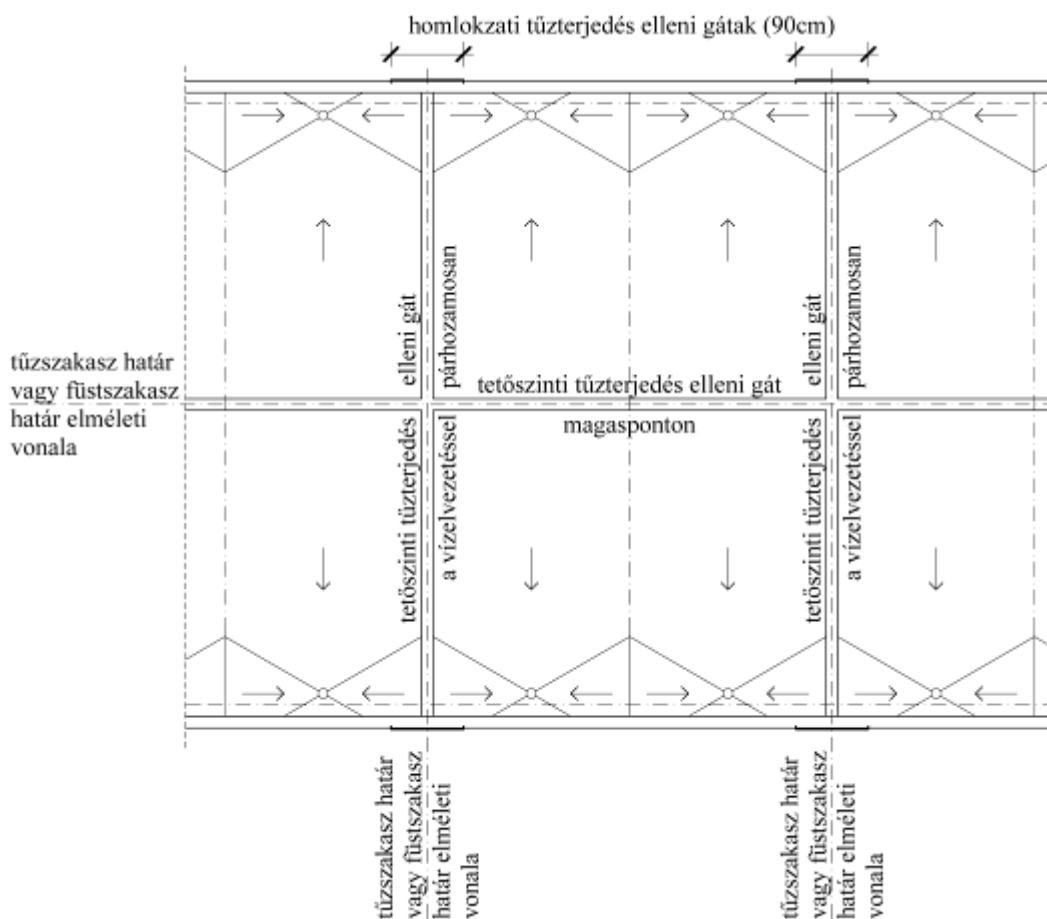 homlokzati tűzterjedés elleni gátak (90cm)
elleni gát
párhozamosan
elleni gát
párhozamosan
tűzszakasz határ
vagy füstszakasz
határ elméleti
vonala
tetőszinti tűzterjedés elleni gát
magasponton
tetőszinti tűzterjedés
a vízelvezetéssel
tetőszinti tűzterjedés
a vízelvezetéssel
tűzszakasz határ
vagy füstszakasz
határ elméleti
vonala
tűzszakasz határ
vagy füstszakasz
határ elméleti
vonala